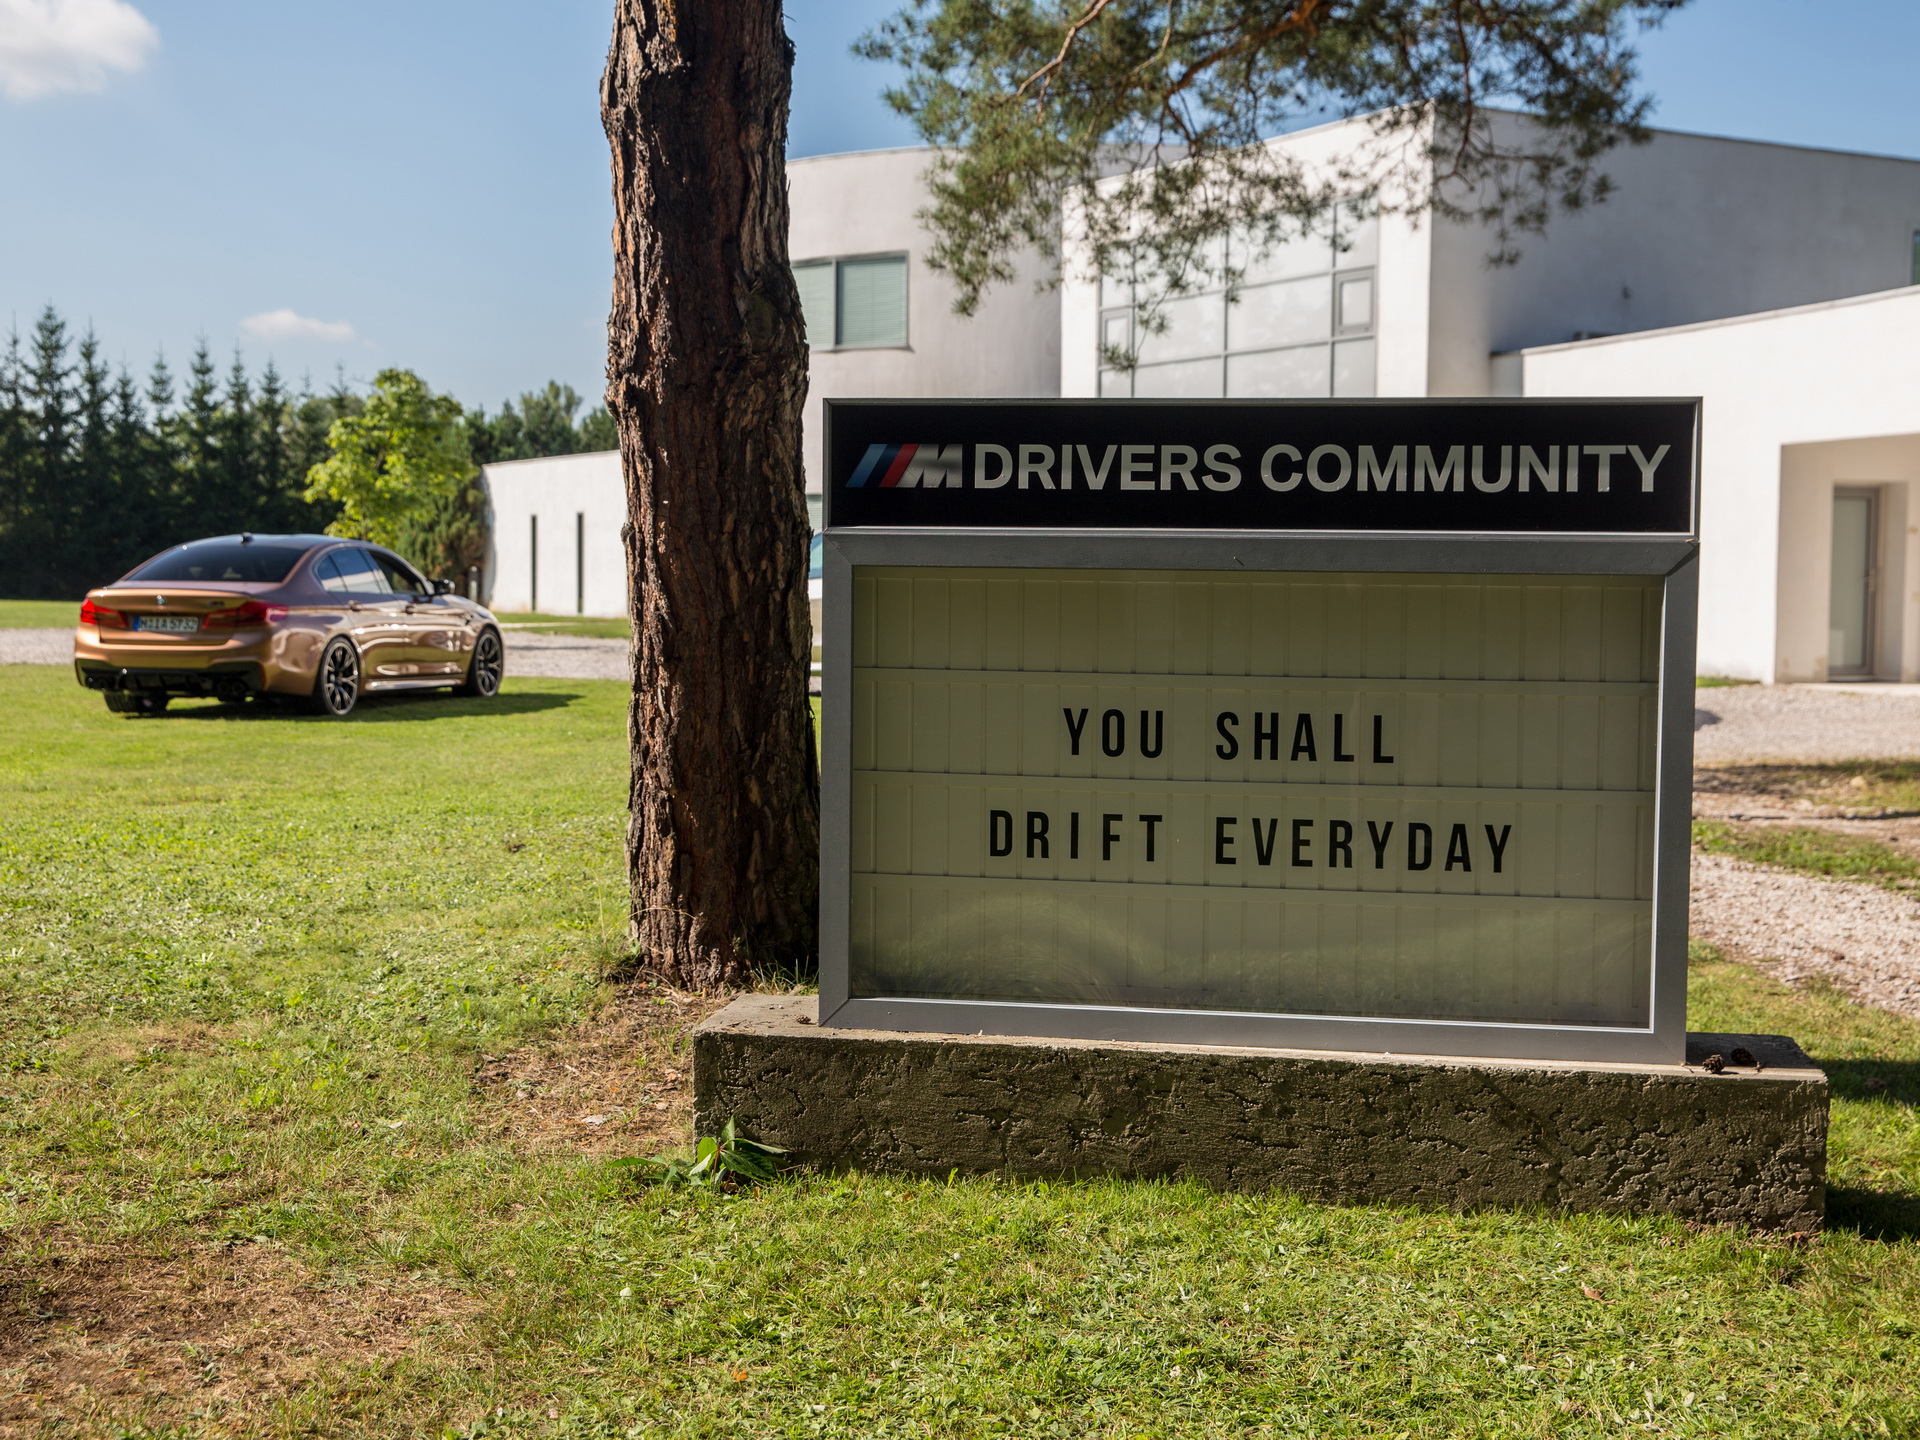 M DRIVERS COMMUNITY
YOU SHALL
DRIFT EVERYDAY